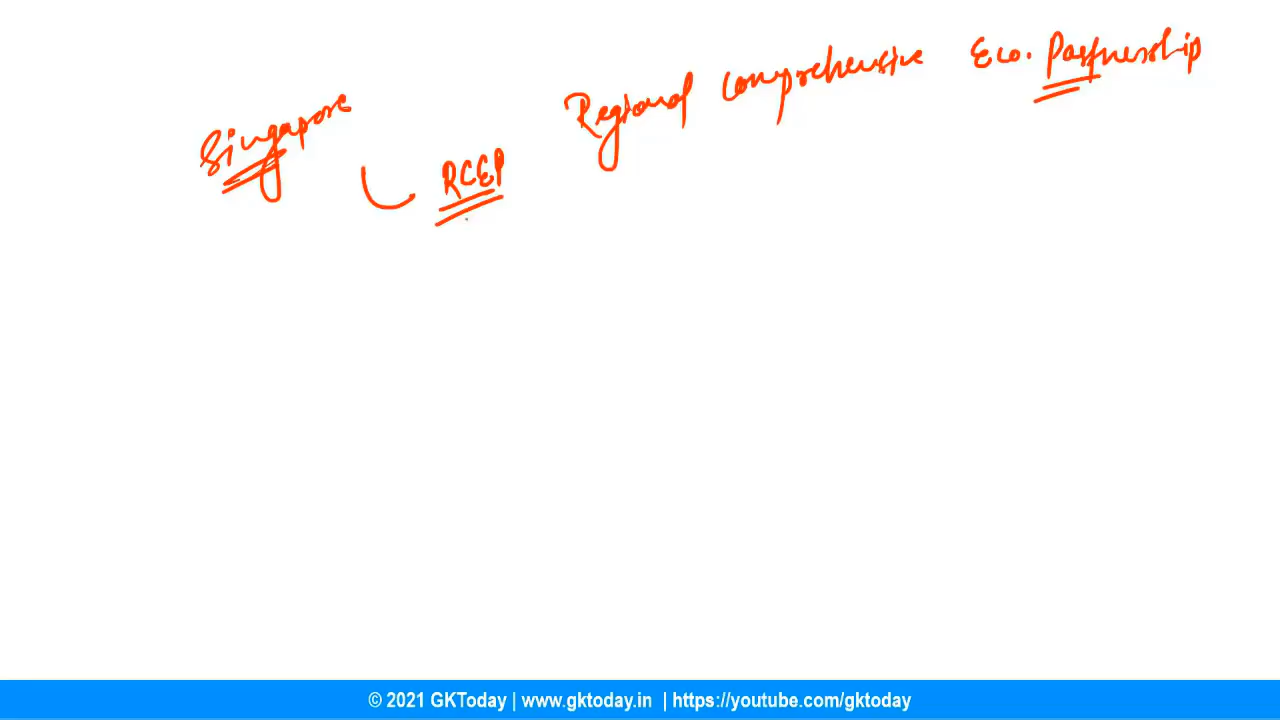 Regional Comprehensive Eco. Partnership
Singapore
RCEP
© 2021 GKToday | www.gktoday.in | https://youtube.com/gktoday